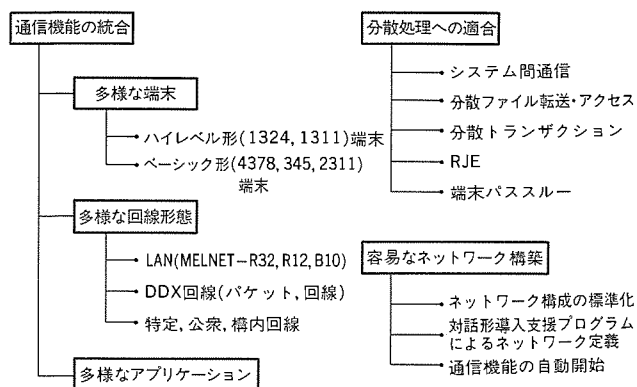 通信機能の統合
多様な端末
ハイレベル形(1324, 1311)端末
ベーシック形(4378, 345, 2311)
端末
多様な回線形態
LAN(MELNET-R32, R12, B10)
DDX回線(パケット, 回線)
特定, 公衆, 構内回線
多様なアプリケーション
分散処理への適合
システム間通信
分散ファイル転送・アクセス
分散トランザクション
RJE
端末パススルー
容易なネットワーク構築
ネットワーク構成の標準化
対話形導入支援プログラム
によるネットワーク定義
通信機能の自動開始